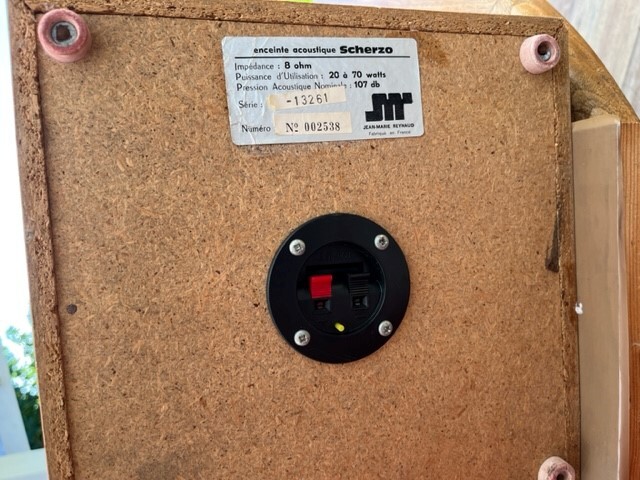 enceinte acoustique Scherzo
Impédance : 8 ohm
Puissance d'Utilisation : 20 à 70 watts
Pression Acoustique Nominale : 107 db
Série : -13261
Numéro Nº 002538
JEAN-MARIE REYNAUD
Fabriqué en France